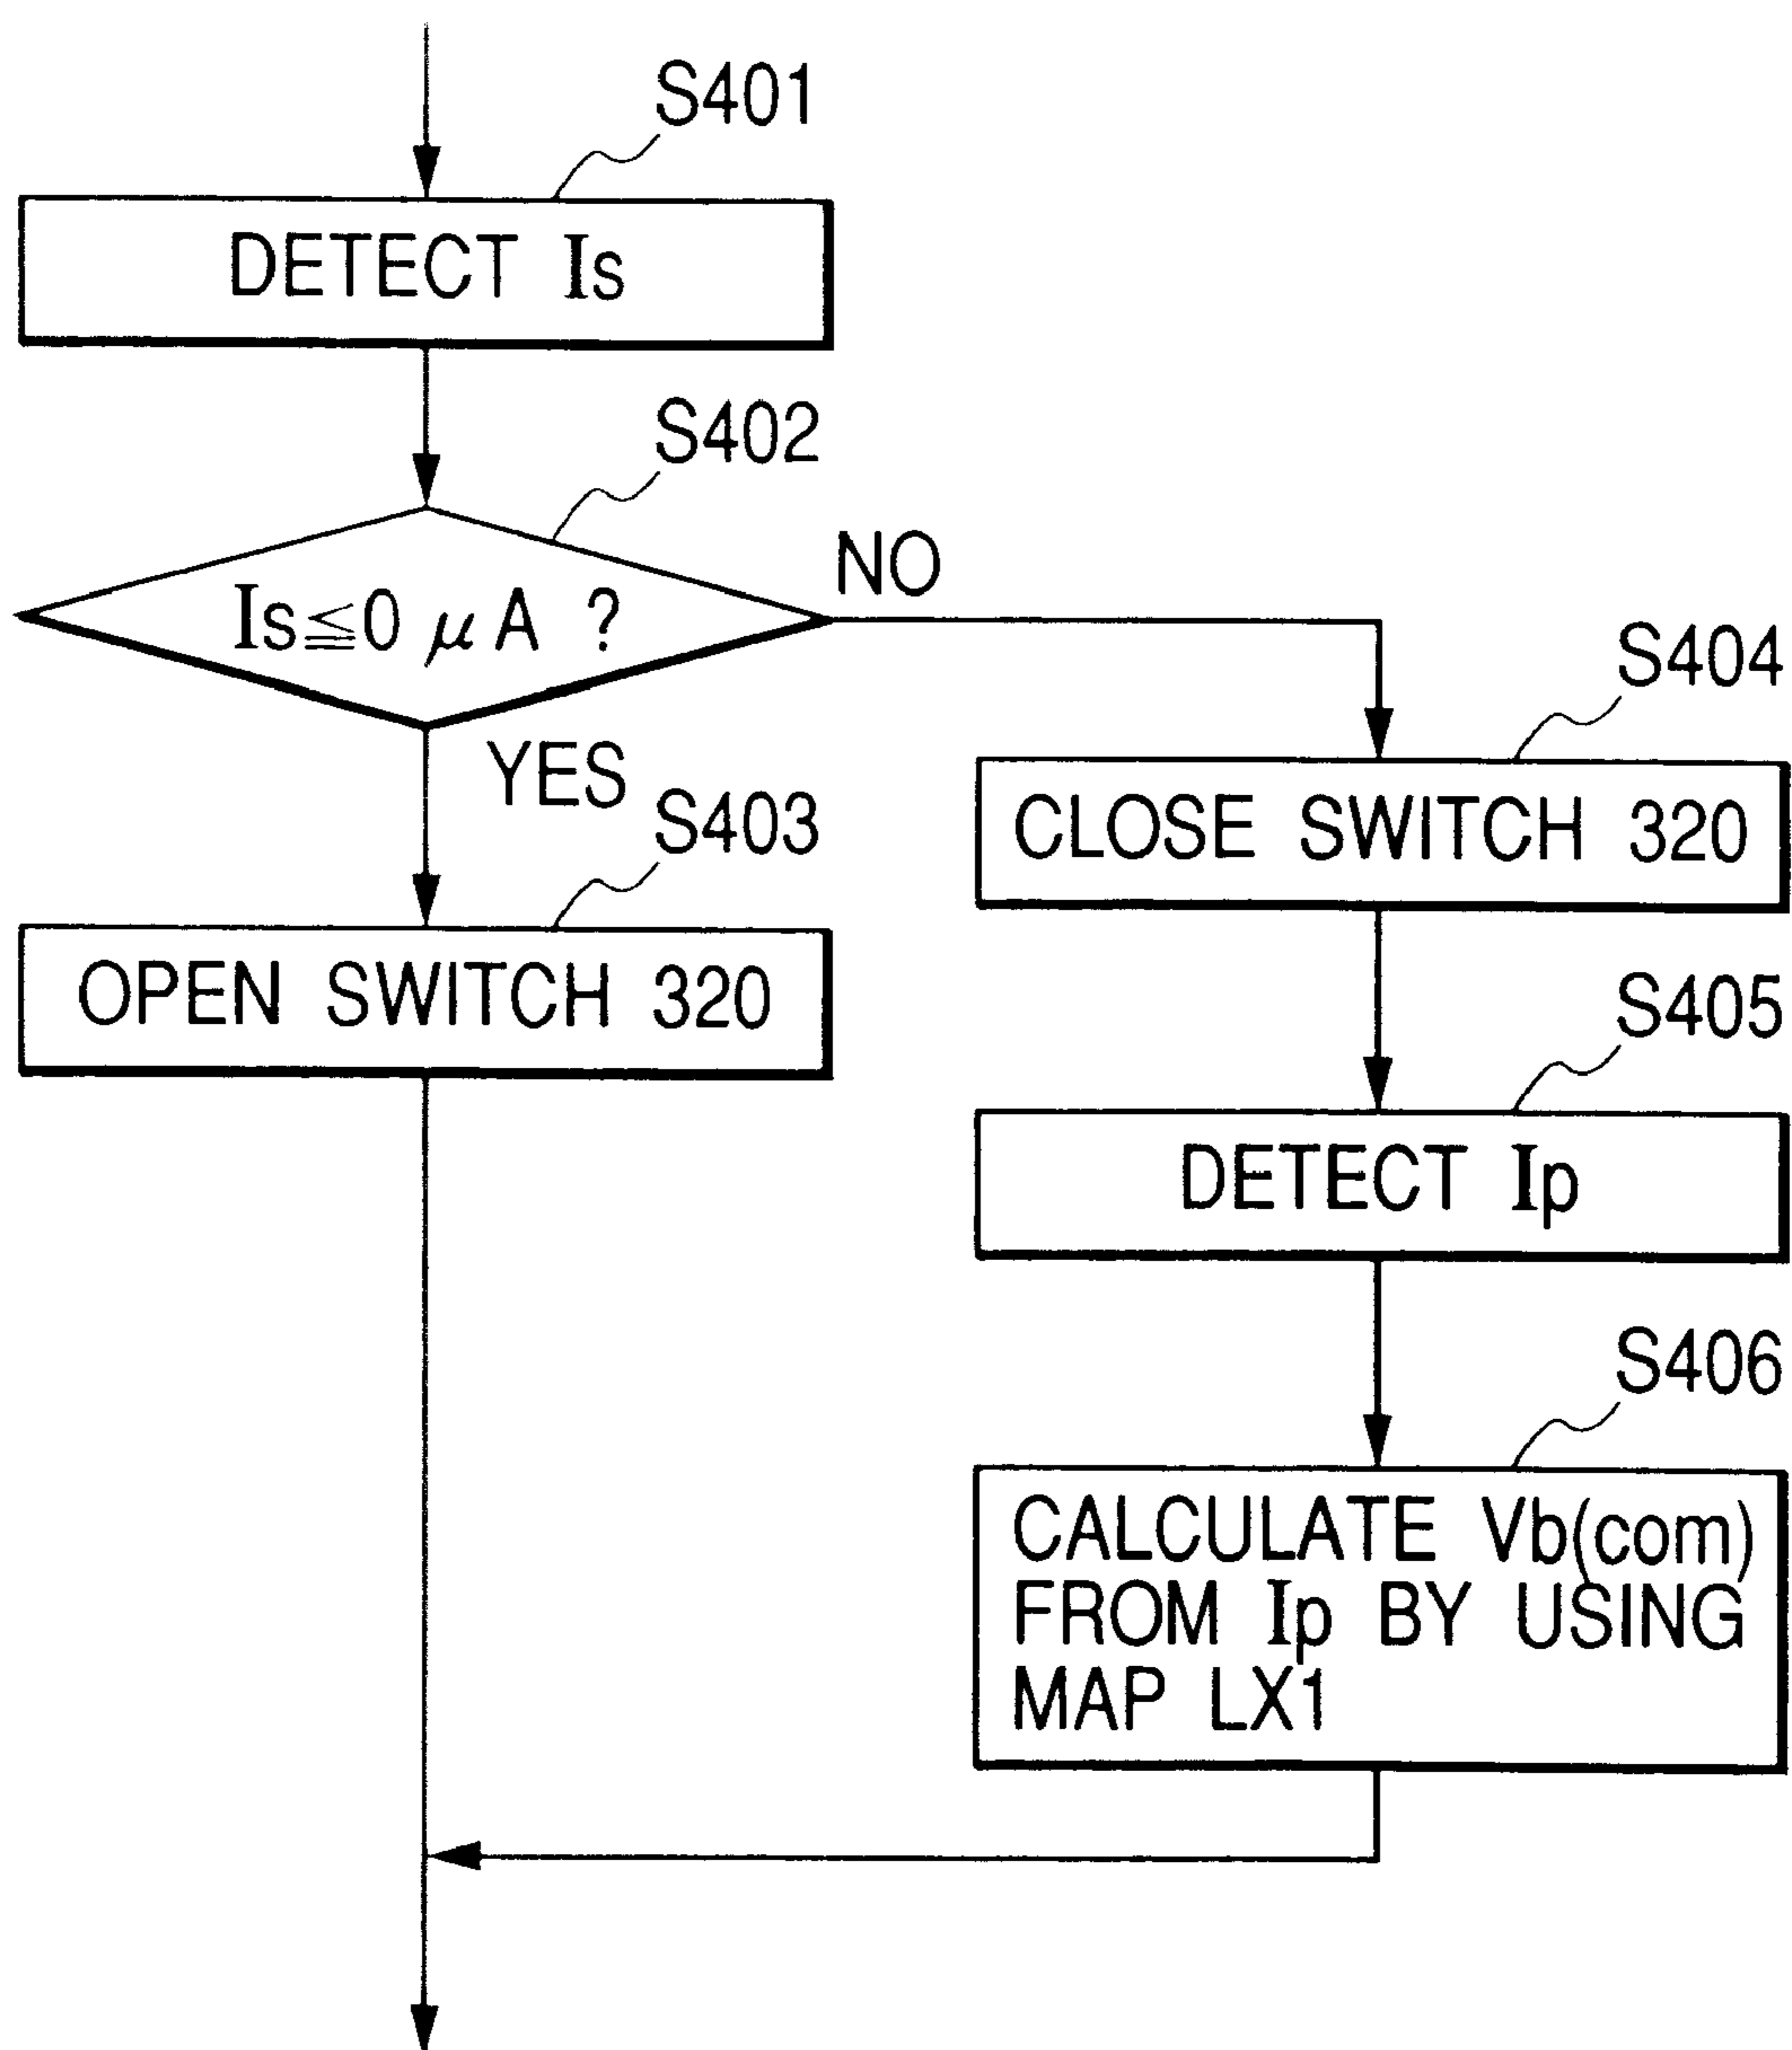 S401
DETECT Is
S402
Is≦0 μA ?
NO
YES
S403
OPEN SWITCH 320
S404
CLOSE SWITCH 320
S405
DETECT Ip
S406
CALCULATE Vb(com)
FROM Ip BY USING
MAP LX1